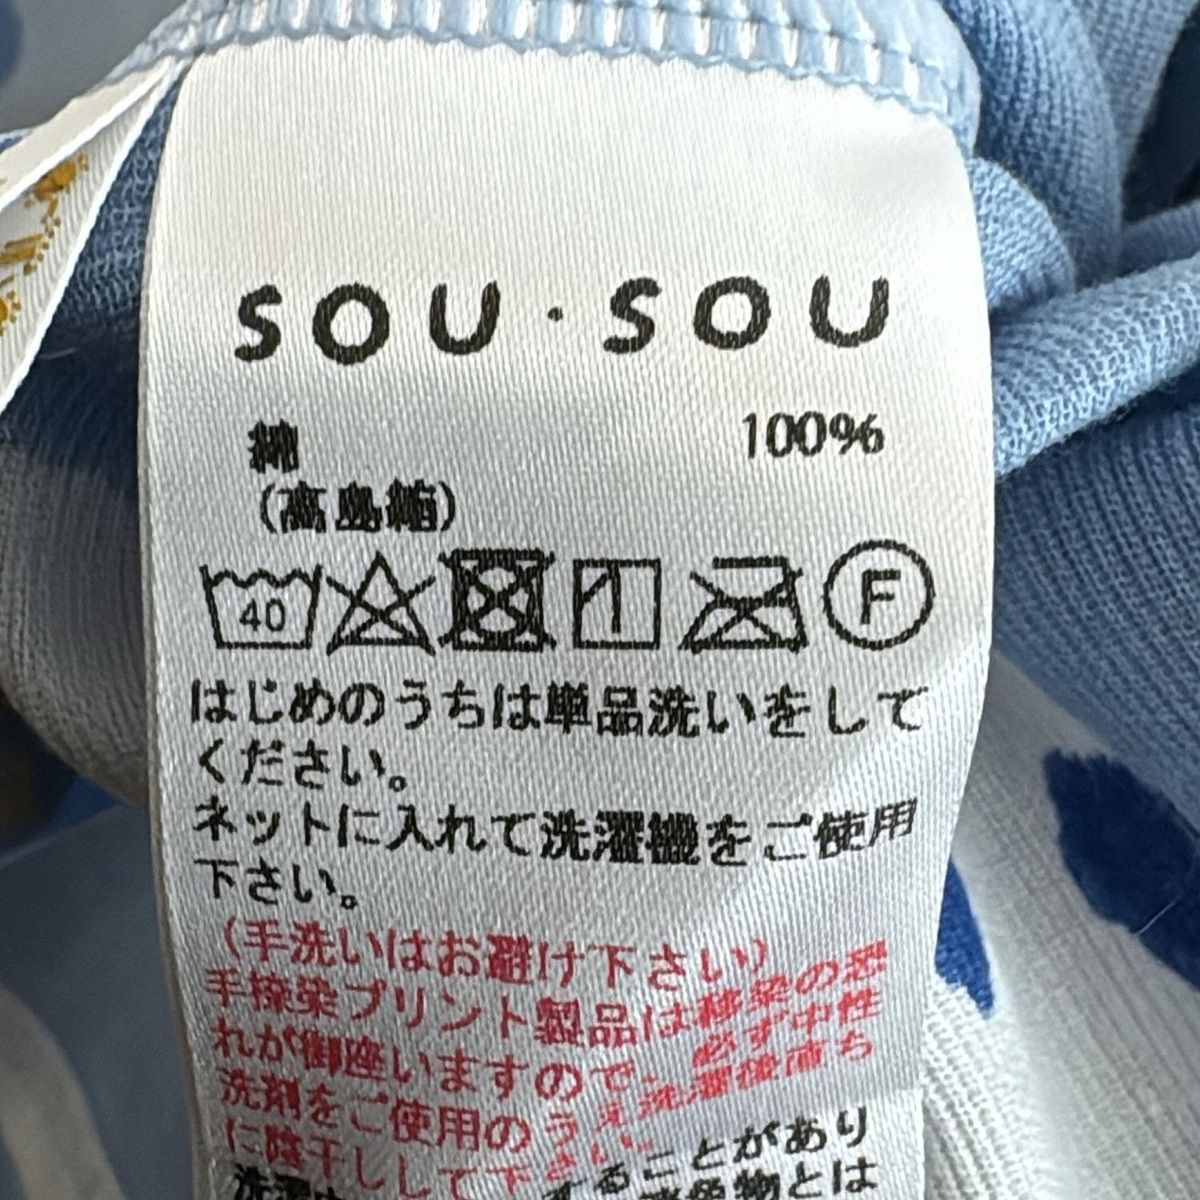 SOU・SOU
綿 100%
(高島縮)
40
F
はじめのうちは単品洗いをして
ください。
ネットに入れて洗濯機をご使用
下さい。
(手洗いはお避け下さい)
手捺染プリント製品は移染の恐
れが御座いますので、必ず中性
洗剤をご使用のうえ洗濯後直ち
に陰干しして下さい。
することがあり
物とは